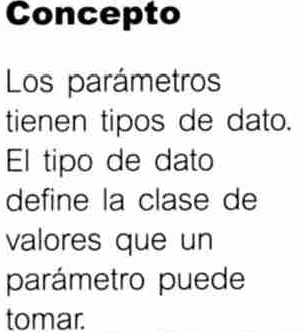 Concepto
Los parámetros
tienen tipos de dato.
El tipo de dato
define la clase de
valores que un
parámetro puede
tomar.